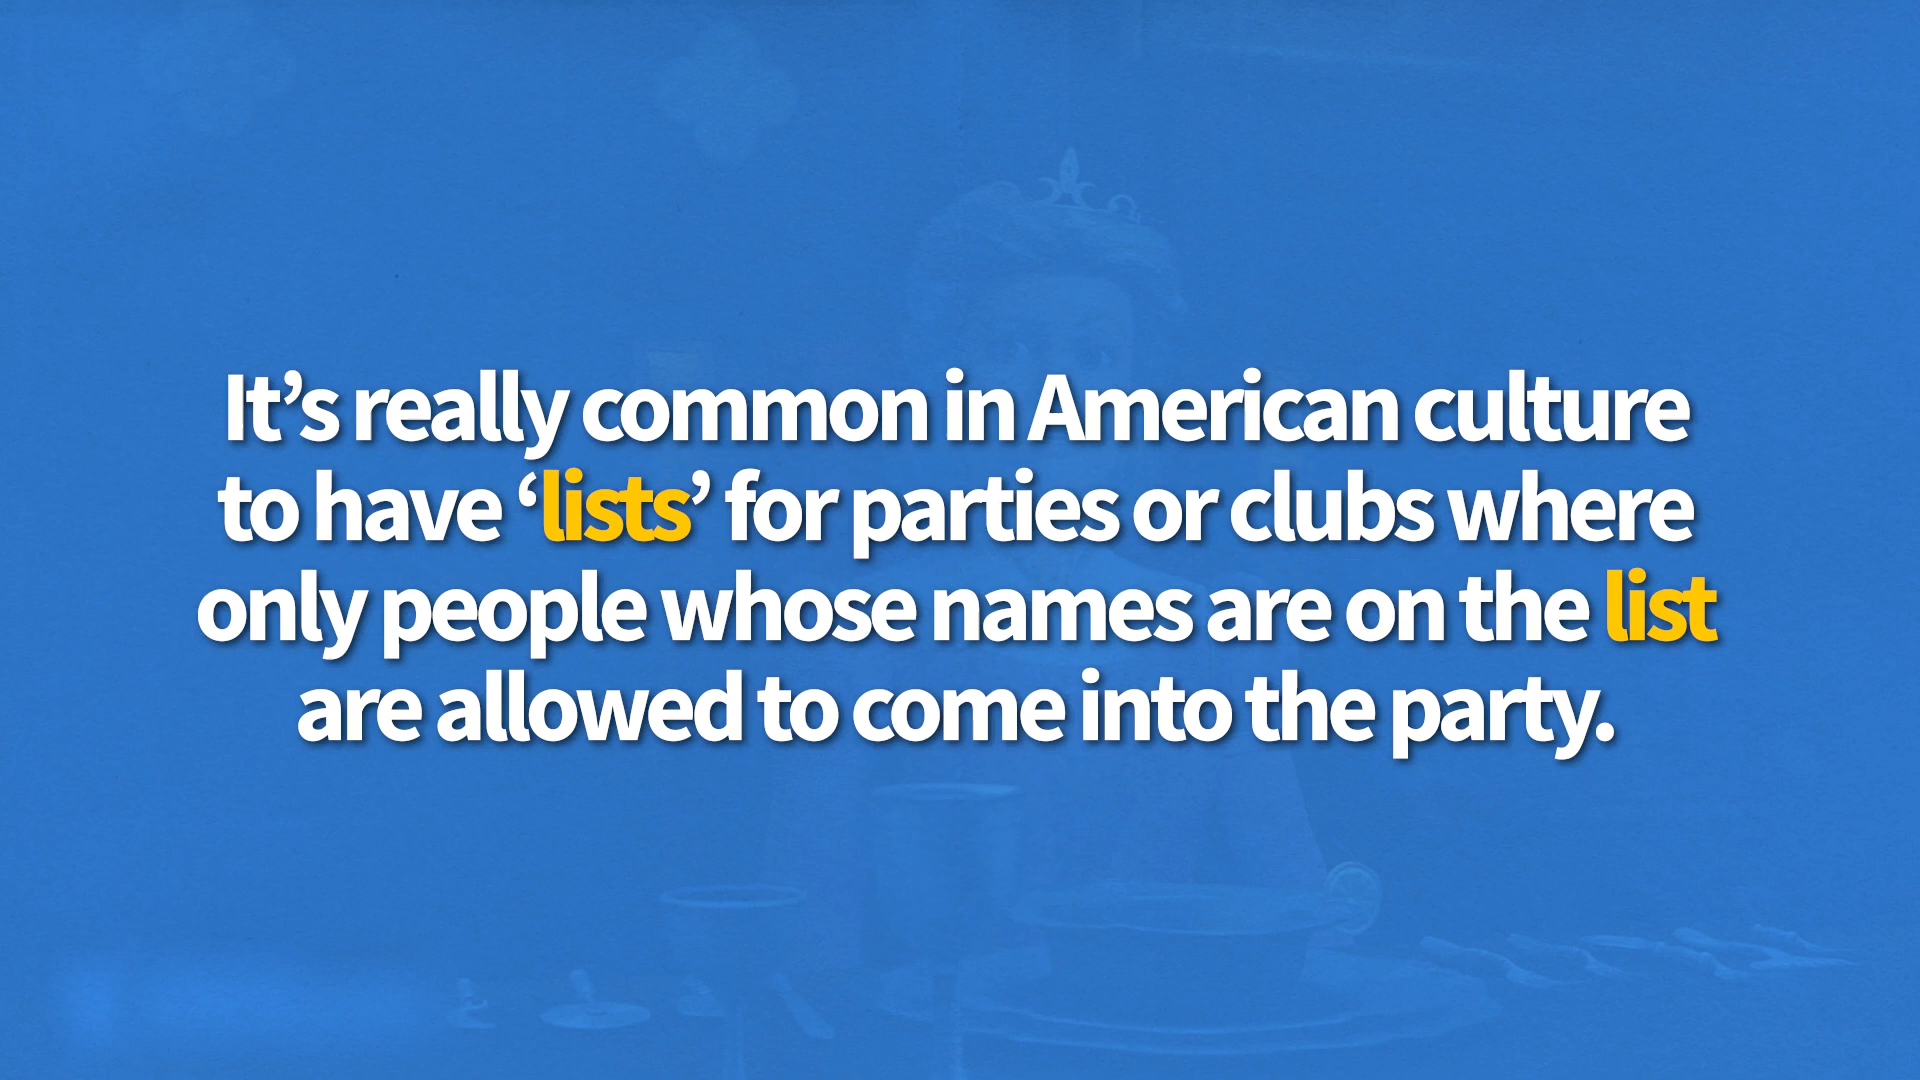 It’s really common in American culture
to have ‘lists’ for parties or clubs where
only people whose names are on the list
are allowed to come into the party.